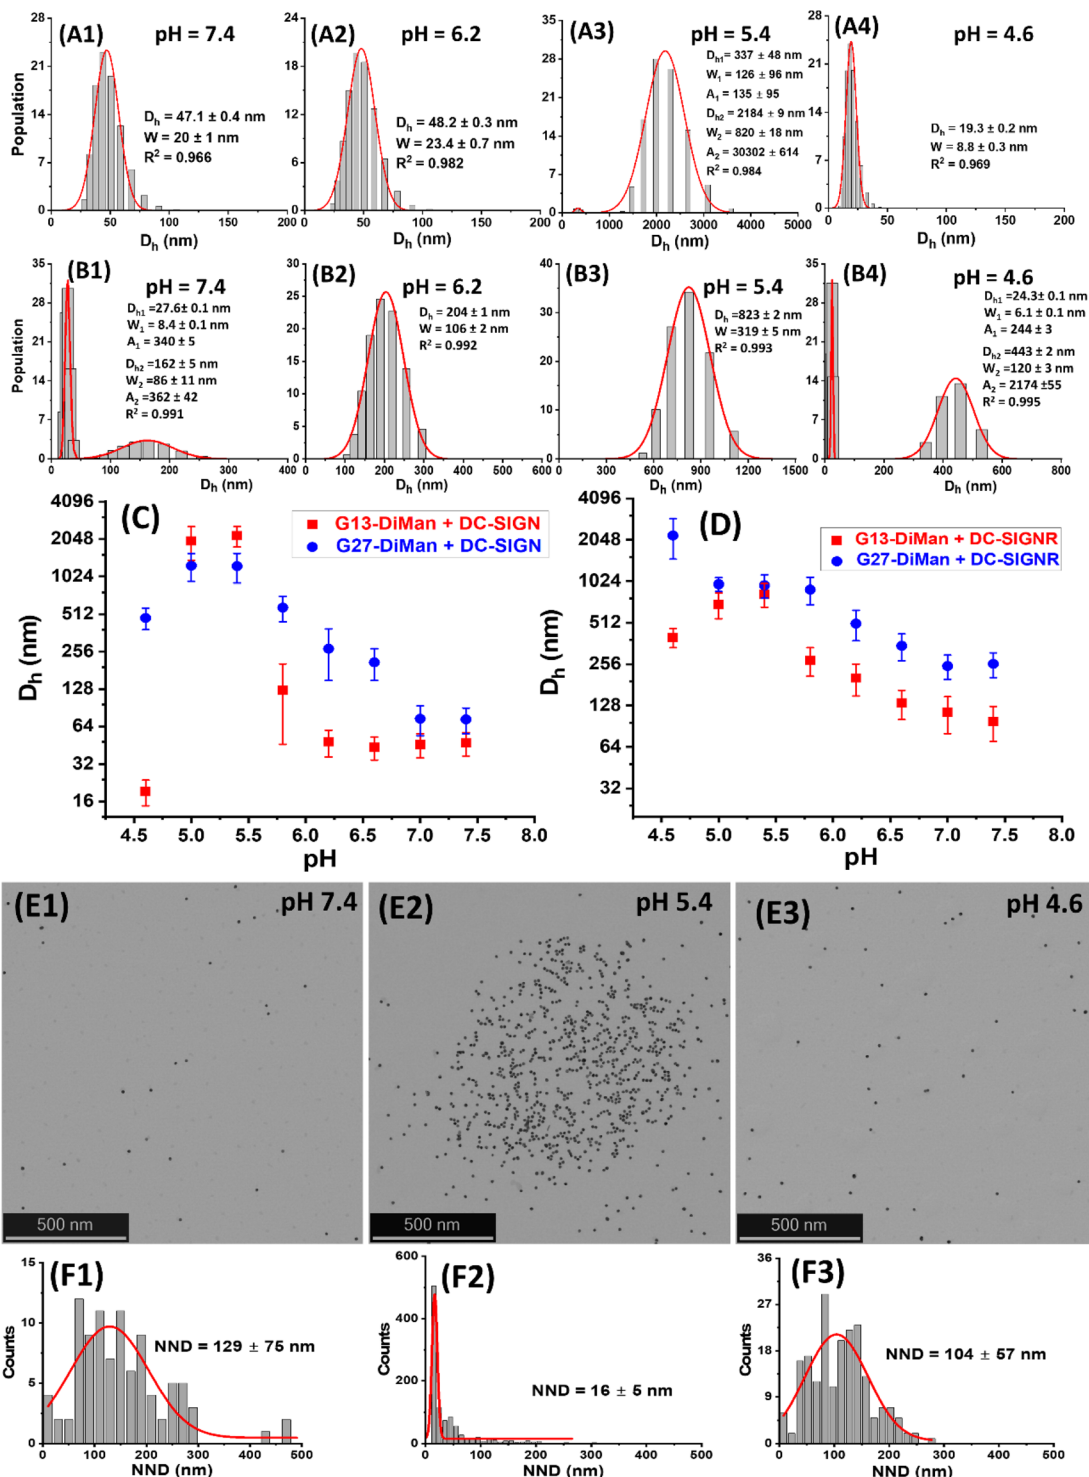 (A1) pH = 7.4
Dh = 47.1 ± 0.4 nm
W = 20 ± 1 nm
R² = 0.966
Population
28
21
14
7
0
0 50 100 150 200
Dh (nm)
(A2) pH = 6.2
Dh = 48.2 ± 0.3 nm
W = 23.4 ± 0.7 nm
R² = 0.982
24
18
12
6
0
0 50 100 150 200
Dh (nm)
(A3) pH = 5.4
Dh1= 337 ± 48 nm
W1 = 126 ± 96 nm
A1 = 135 ± 95
Dh2= 2184 ± 9 nm
W2 = 820 ± 18 nm
A2 = 30302 ± 614
R² = 0.984
35
28
21
14
7
0
0 1000 2000 3000 4000 5000
Dh (nm)
(A4) pH = 4.6
Dh = 19.3 ± 0.2 nm
W = 8.8 ± 0.3 nm
R² = 0.969
28
21
14
7
0
0 50 100 150 200
Dh (nm)
(B1) pH = 7.4
Dh1 =27.6± 0.1 nm
W1 = 8.4 ± 0.1 nm
A1 = 340 ± 5
Dh2 =162 ± 5 nm
W2 = 86 ± 11 nm
A2 =362 ± 42
R² = 0.991
Population
35
28
21
14
7
0
0 100 200 300 400
Dh (nm)
(B2) pH = 6.2
Dh = 204 ± 1 nm
W = 106 ± 2 nm
R² = 0.992
30
25
20
15
10
5
0
0 100 200 300 400 500 600
Dh (nm)
(B3) pH = 5.4
Dh =823 ± 2 nm
W =319 ± 5 nm
R² =0.993
40
30
20
10
0
0 300 600 900 1200 1500
Dh (nm)
(B4) pH = 4.6
Dh1 =24.3± 0.1 nm
W1 = 6.1 ± 0.1 nm
A1 = 244 ± 3
Dh2 =443 ± 2 nm
W2 =120 ± 3 nm
A2 = 2174 ±55
R² = 0.995
35
28
21
14
7
0
0 200 400 600 800
Dh (nm)
(C)
G13-DiMan + DC-SIGN
G27-DiMan + DC-SIGN
Dh (nm)
4096
2048
1024
512
256
128
64
32
16
4.5 5.0 5.5 6.0 6.5 7.0 7.5 8.0
pH
(D)
G13-DiMan + DC-SIGNR
G27-DiMan + DC-SIGNR
Dh (nm)
4096
2048
1024
512
256
128
64
32
4.5 5.0 5.5 6.0 6.5 7.0 7.5 8.0
pH
(E1) pH 7.4
500 nm
(E2) pH 5.4
500 nm
(E3) pH 4.6
500 nm
(F1)
NND = 129 ± 75 nm
Counts
15
10
5
0
0 100 200 300 400 500
NND (nm)
(F2)
NND = 16 ± 5 nm
Counts
600
400
200
0
0 100 200 300 400 500 600
NND (nm)
(F3)
NND = 104 ± 57 nm
Counts
36
27
18
9
0
0 100 200 300 400 500 600
NND (nm)